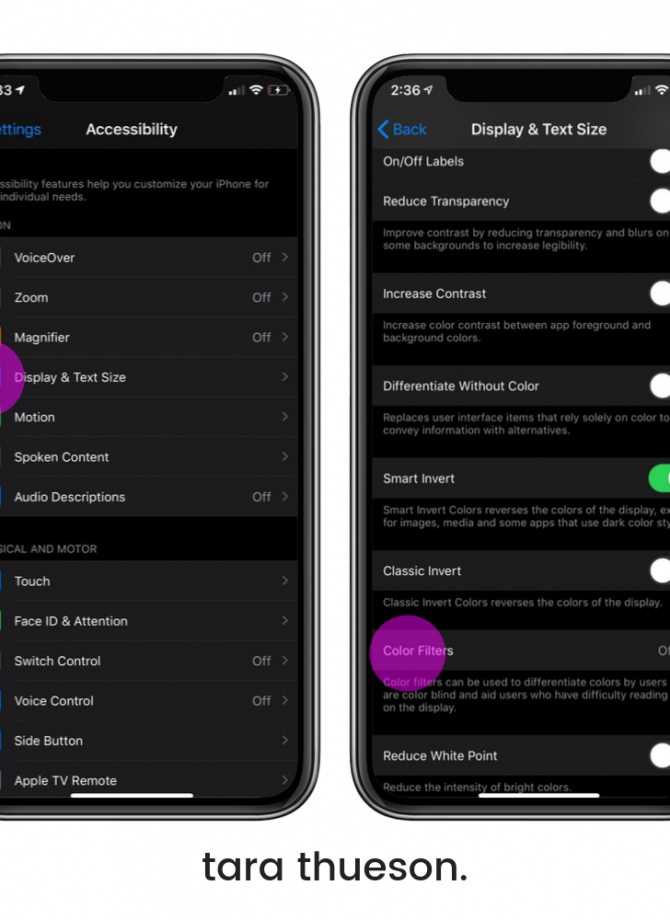 33
ettings
Accessibility
ssibility features help you customize your iPhone for
individual needs.
ON
VoiceOver Off
Zoom Off
Magnifier Off
Display & Text Size
Motion
Spoken Content
Audio Descriptions Off
SICAL AND MOTOR
Touch
Face ID & Attention
Switch Control Off
Voice Control Off
Side Button
Apple TV Remote
2:36
Back
Display & Text Size
On/Off Labels
Reduce Transparency
Improve contrast by reducing transparency and blurs on
some backgrounds to increase legibility.
Increase Contrast
Increase color contrast between app foreground and
background colors.
Differentiate Without Color
Replaces user interface items that rely solely on color to
convey information with alternatives.
Smart Invert
Smart Invert Colors reverses the colors of the display, ex
for images, media and some apps that use dark color sty
Classic Invert
Classic Invert Colors reverses the colors of the display.
Color Filters O
Color filters can be used to differentiate colors by users
are color blind and aid users who have difficulty reading
on the display.
Reduce White Point
Reduce the intensity of bright colors.
tara thueson.